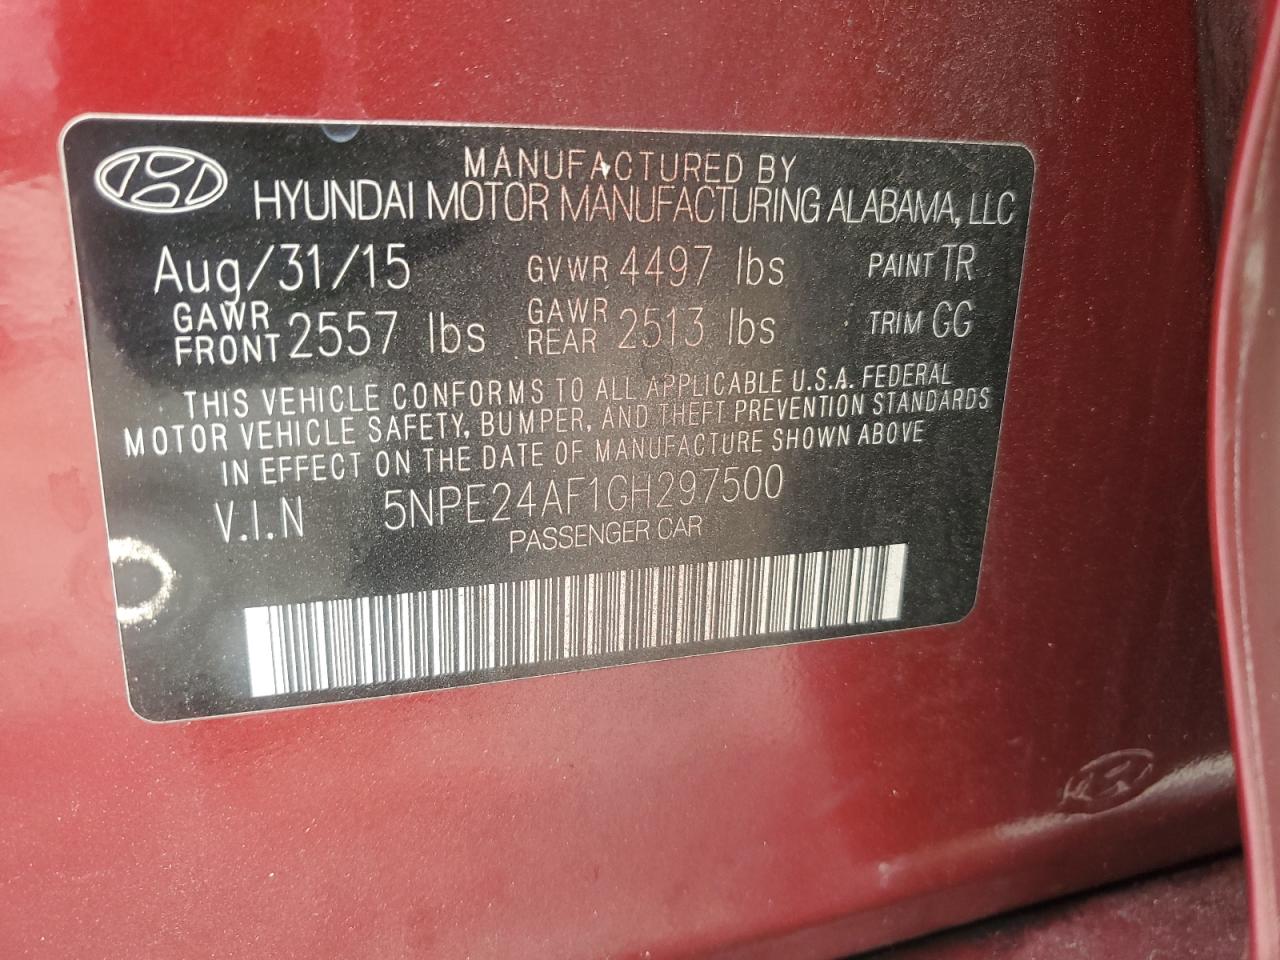 MANUFACTURED BY
HYUNDAI MOTOR MANUFACTURING ALABAMA, LLC
Aug/31/15 GVWR 4497 lbs PAINT TR
GAWR FRONT 2557 lbs GAWR REAR 2513 lbs TRIM GG
THIS VEHICLE CONFORMS TO ALL APPLICABLE U.S.A. FEDERAL
MOTOR VEHICLE SAFETY, BUMPER, AND THEFT PREVENTION STANDARDS
IN EFFECT ON THE DATE OF MANUFACTURE SHOWN ABOVE
V.I.N 5NPE24AF1GH297500
PASSENGER CAR